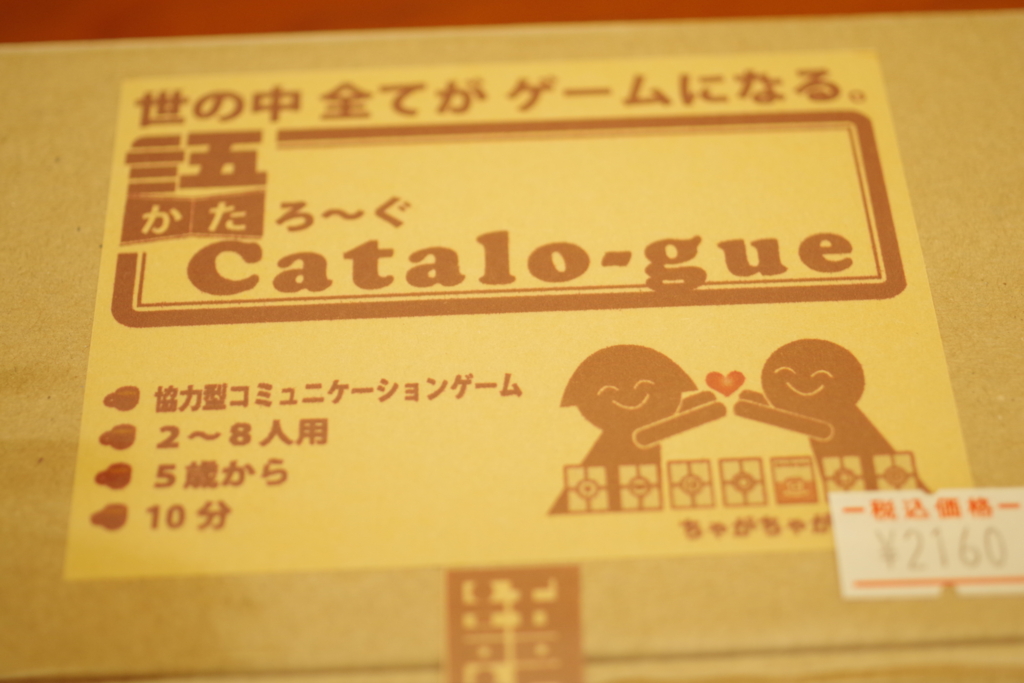 世の中 全てが ゲームになる。
語
かたろ～ぐ
Catalo-gue
協力型コミュニケーションゲーム
2～8人用
5歳から
10分
ちゃがちゃが
税込価格
¥2160